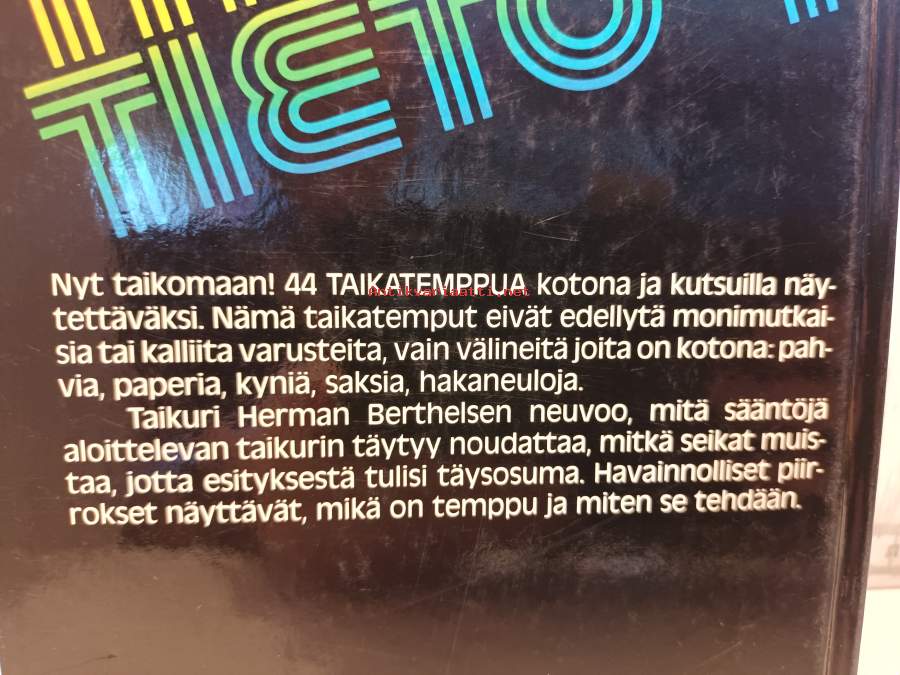 TIETO
Nyt taikomaan! 44 TAIKATEMPPUA kotona ja kutsuilla näy-
tettäväksi. Nämä taikatemput eivät edellytä monimutkai-
sia tai kalliita varusteita, vain välineitä joita on kotona: pah-
via, paperia, kyniä, saksia, hakaneuloja.
Taikuri Herman Berthelsen neuvoo, mitä sääntöjä
aloittelevan taikurin täytyy noudattaa, mitkä seikat muis-
taa, jotta esityksestä tulisi täysosuma. Havainnolliset piir-
rokset näyttävät, mikä on temppu ja miten se tehdään.
Antikvariaatti.net